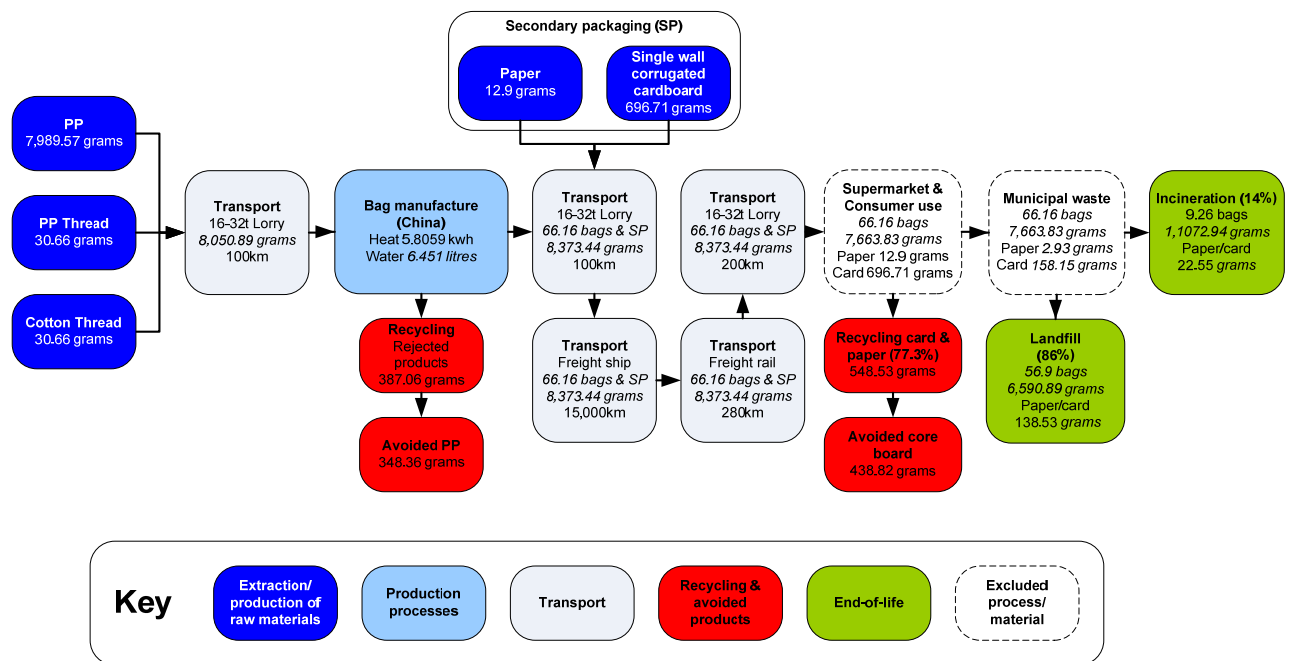 Secondary packaging (SP)
Paper
12.9 grams
Single wall
corrugated
cardboard
696.71 grams
PP
7,989.57 grams
PP Thread
30.66 grams
Cotton Thread
30.66 grams
Transport
16-32t Lorry
8,050.89 grams
100km
Bag manufacture
(China)
Heat 5.8059 kwh
Water 6.451 litres
Transport
16-32t Lorry
66.16 bags & SP
8,373.44 grams
100km
Transport
16-32t Lorry
66.16 bags & SP
8,373.44 grams
200km
Supermarket &
Consumer use
66.16 bags
7,663.83 grams
Paper 12.9 grams
Card 696.71 grams
Municipal waste
66.16 bags
7,663.83 grams
Paper 2.93 grams
Card 158.15 grams
Incineration (14%)
9.26 bags
1,1072.94 grams
Paper/card
22.55 grams
Recycling
Rejected
products
387.06 grams
Transport
Freight ship
66.16 bags & SP
8,373.44 grams
15,000km
Transport
Freight rail
66.16 bags & SP
8,373.44 grams
280km
Recycling card &
paper (77.3%)
548.53 grams
Landfill
(86%)
56.9 bags
6,590.89 grams
Paper/card
138.53 grams
Avoided PP
348.36 grams
Avoided core
board
438.82 grams
Key
Extraction/
production of
raw materials
Production
processes
Transport
Recycling &
avoided
products
End-of-life
Excluded
process/
material